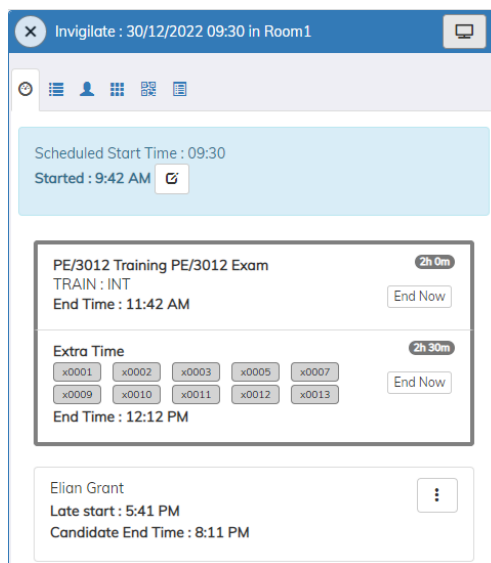 Invigilate : 30/12/2022 09:30 in Room1
Scheduled Start Time : 09:30
Started : 9:42 AM
PE/3012 Training PE/3012 Exam 2h 0m
TRAIN : INT
End Time : 11:42 AM End Now
Extra Time 2h 30m
x0001 x0002 x0003 x0005 x0007
x0009 x0010 x0011 x0012 x0013 End Now
End Time : 12:12 PM
Elian Grant
Late start : 5:41 PM
Candidate End Time : 8:11 PM